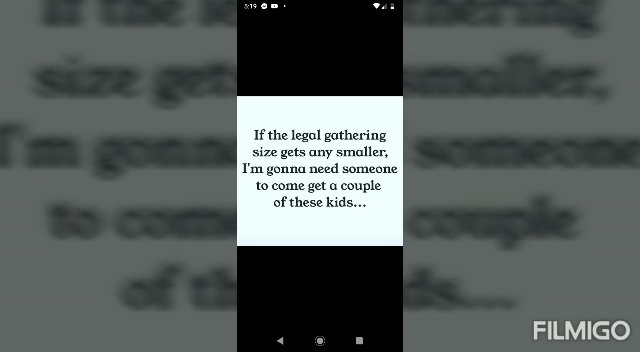 5:19
If the legal gathering
size gets any smaller,
I'm gonna need someone
to come get a couple
of these kids...
FILMIGO